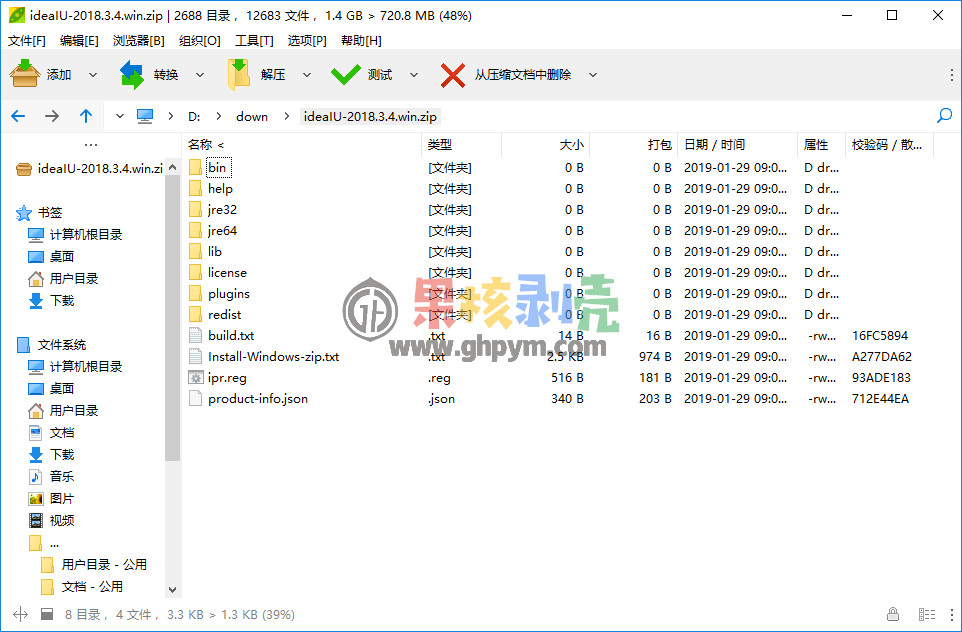 ideaIU-2018.3.4.win.zip | 2688 目录， 12683 文件， 1.4 GB > 720.8 MB (48%)
文件[F] 编辑[E] 浏览器[B] 组织[O] 工具[T] 选项[P] 帮助[H]
添加 转换 解压 测试 从压缩文档中删除
D: down ideaIU-2018.3.4.win.zip
... 名称 < 类型 大小 打包 日期 / 时间 属性 校验码 / 散...
ideaIU-2018.3.4.win.zi bin [文件夹] 0 B 0 B 2019-01-29 09:0... D dr...
help [文件夹] 0 B 0 B 2019-01-29 09:0... D dr...
书签 jre32 [文件夹] 0 B 0 B 2019-01-29 09:0... D dr...
计算机根目录 jre64 [文件夹] 0 B 0 B 2019-01-29 09:0... D dr...
桌面 lib [文件夹] 0 B 0 B 2019-01-29 09:0... D dr...
用户目录 license [文件夹] 0 B 0 B 2019-01-29 09:0... D dr...
下载 plugins [文件夹] 0 B 0 B 2019-01-29 09:0... D dr...
redist [文件夹] 0 B 0 B 2019-01-29 09:0... D dr...
果核剥壳
www.ghpym.com
文件系统 build.txt .txt 14 B 16 B 2019-01-29 09:0... -rw... 16FC5894
计算机根目录 Install-Windows-zip.txt .txt 2.5 KB 974 B 2019-01-29 09:0... -rw... A277DA62
桌面 ipr.reg .reg 516 B 181 B 2019-01-29 09:0... -rw... 93ADE183
用户目录 product-info.json .json 340 B 203 B 2019-01-29 09:0... -rw... 712E44EA
文档
下载
音乐
图片
视频
...
用户目录 - 公用
文档 - 公用
8 目录， 4 文件， 3.3 KB > 1.3 KB (39%)